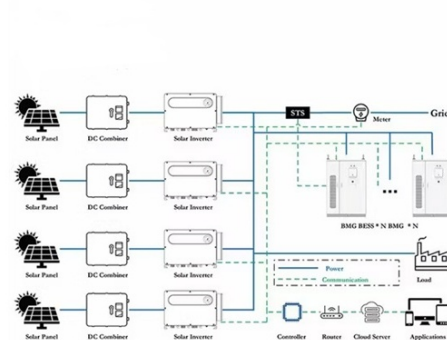 STS
Meter
Grid
Solar Panel DC Combiner Solar Inverter
Solar Panel DC Combiner Solar Inverter
BMG BESS * N BMG * N
Solar Panel DC Combiner Solar Inverter
Power
Communication
Load
Solar Panel DC Combiner Solar Inverter
Controller Router Cloud Server Applications